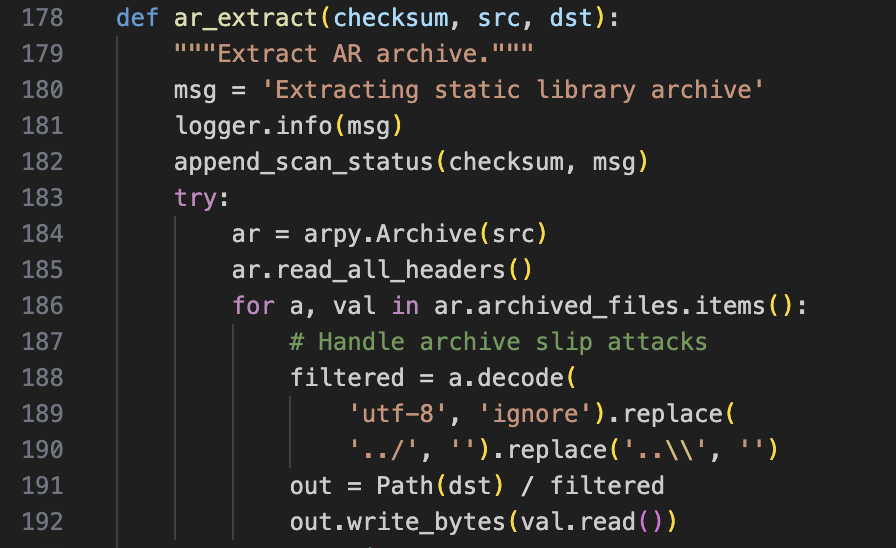 178 def ar_extract(checksum, src, dst):
179 """Extract AR archive."""
180 msg = 'Extracting static library archive'
181 logger.info(msg)
182 append_scan_status(checksum, msg)
183 try:
184 ar = arpy.Archive(src)
185 ar.read_all_headers()
186 for a, val in ar.archived_files.items():
187 # Handle archive slip attacks
188 filtered = a.decode(
189 'utf-8', 'ignore').replace(
190 '../', '').replace('..\\', '')
191 out = Path(dst) / filtered
192 out.write_bytes(val.read())